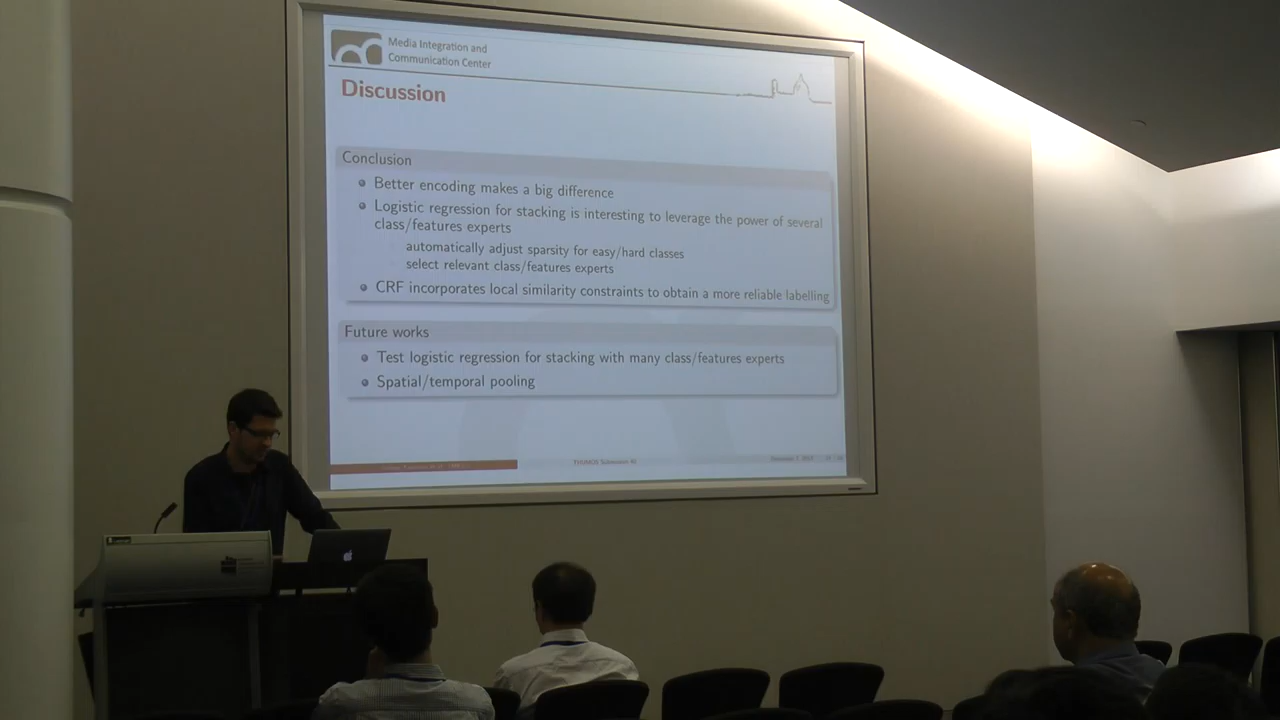 Media Integration and
Communication Center
Discussion
Conclusion
Better encoding makes a big difference
Logistic regression for stacking is interesting to leverage the power of several
class/features experts
automatically adjust sparsity for easy/hard classes
select relevant class/features experts
CRF incorporates local similarity constraints to obtain a more reliable labelling
Future works
Test logistic regression for stacking with many class/features experts
Spatial/temporal pooling